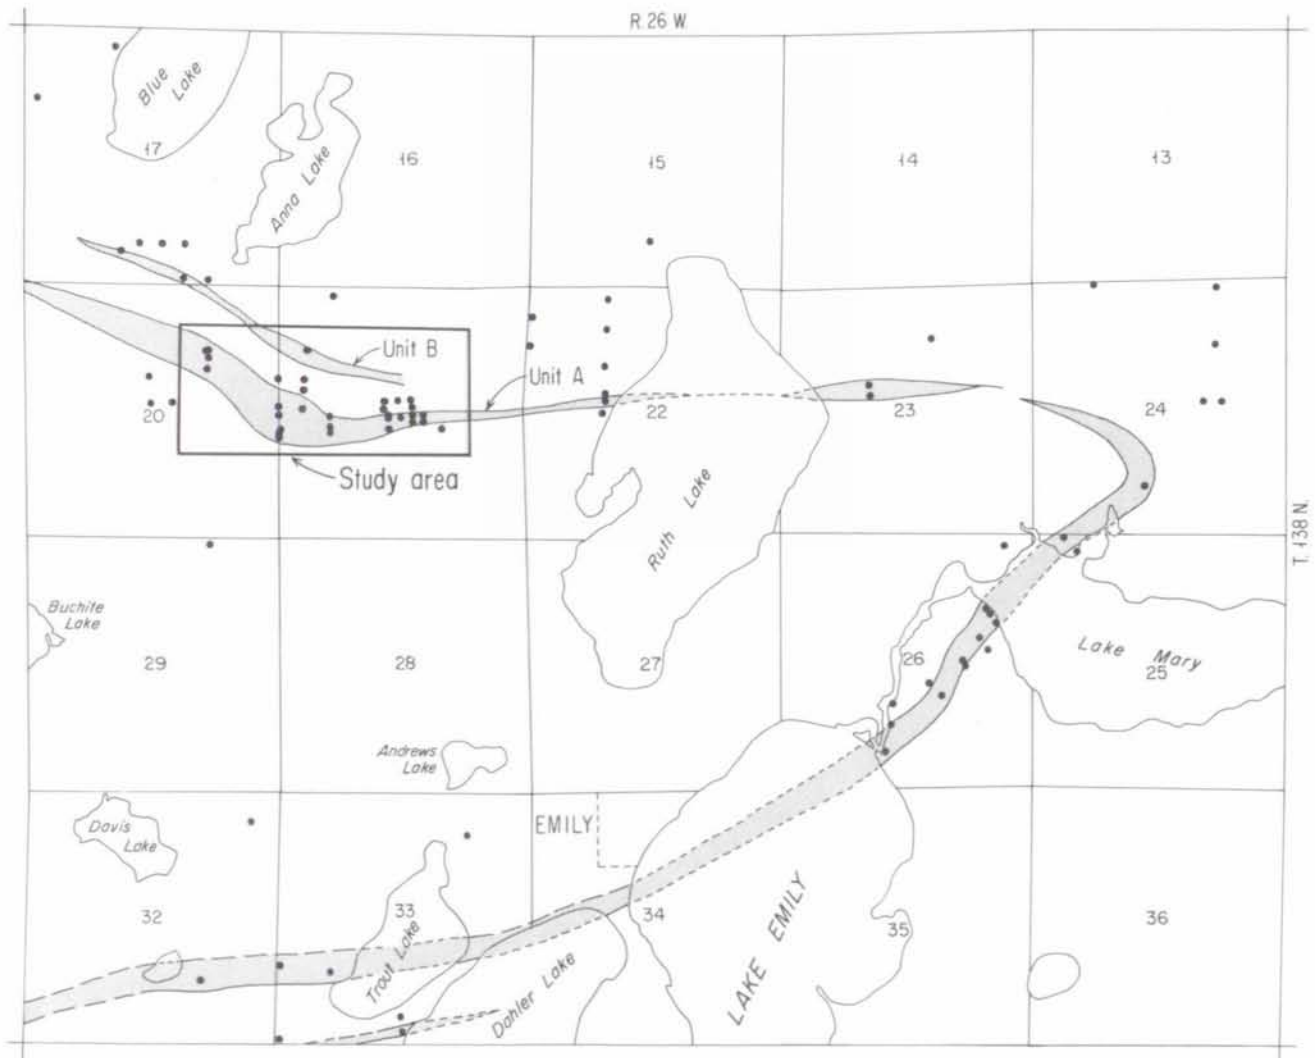 R. 26 W.
Blue
Lake
17
Anna Lake
16
15
14
13
Unit B
Unit A
20
22
23
24
Study area
Ruth Lake
T. 138 N.
Buchite
Lake
29
28
27
26
Lake Mary
25
Andrews
Lake
Davis
Lake
EMILY
32
33
Trout Lake
34
Dahler Lake
LAKE EMILY
35
36